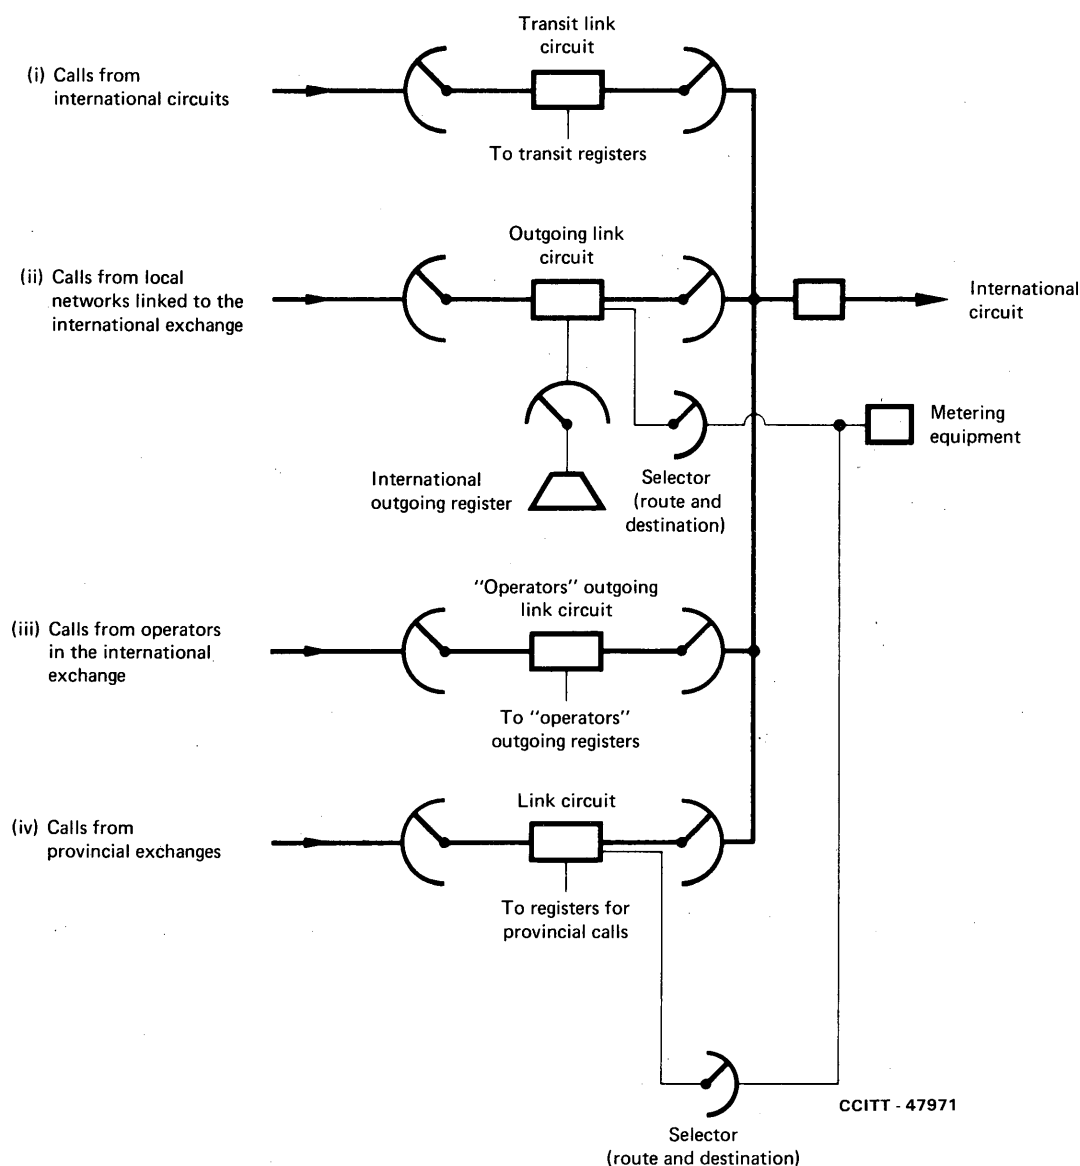 Transit link
circuit
(i) Calls from
international circuits
To transit registers
Outgoing link
circuit
(ii) Calls from local
networks linked to the
international exchange
International
circuit
Metering
equipment
International
outgoing register
Selector
(route and
destination)
"Operators" outgoing
link circuit
(iii) Calls from operators
in the international
exchange
To "operators"
outgoing registers
Link circuit
(iv) Calls from
provincial exchanges
To registers for
provincial calls
CCITT - 47971
Selector
(route and destination)